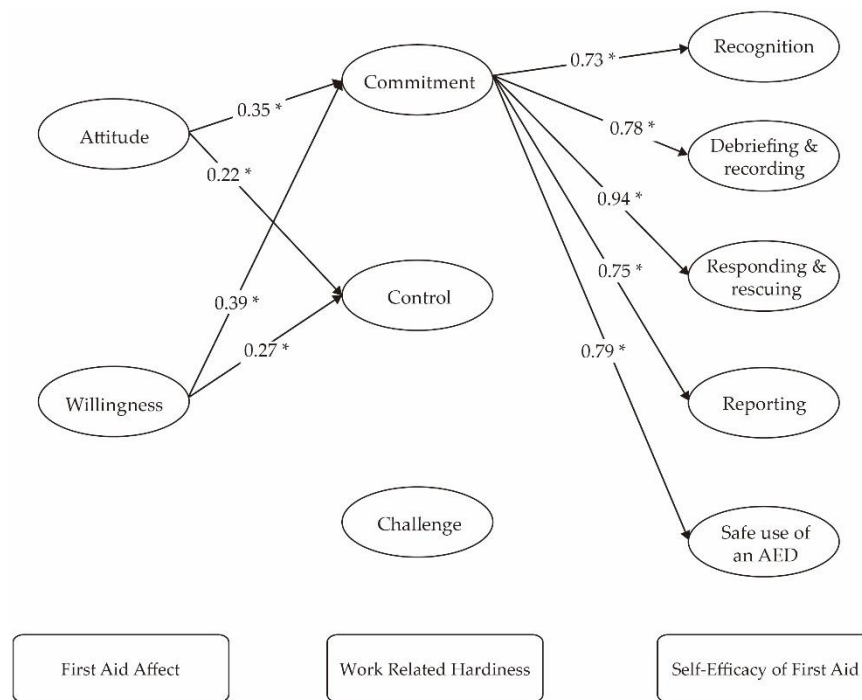 Attitude
Willingness
0.35 *
0.22 *
0.39 *
0.27 *
Commitment
Control
Challenge
0.73 *
0.78 *
0.94 *
0.75 *
0.79 *
Recognition
Debriefing &
recording
Responding &
rescuing
Reporting
Safe use of
an AED
First Aid Affect
Work Related Hardiness
Self-Efficacy of First Aid